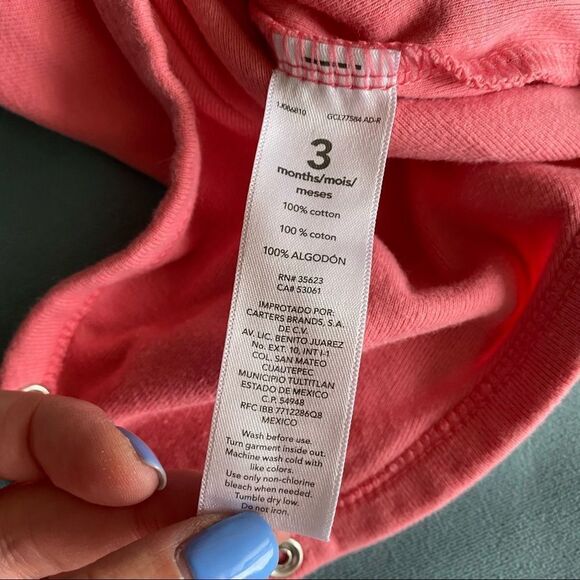 1J086810 GCL77584 AD-R
3
months/mois/
meses
100% cotton
100 % coton
100% ALGODÓN
RN# 35623
CA# 53061
IMPROTADO POR:
CARTERS BRANDS, S.A.
DE C.V.
AV. LIC. BENITO JUAREZ
No. EXT. 10, INT I-1
COL. SAN MATEO
CUAUTEPEC
MUNICIPIO TULTITLAN
ESTADO DE MEXICO
C.P. 54948
RFC IBB 7712286Q8
MEXICO
Wash before use.
Turn garment inside out.
Machine wash cold with
like colors.
Use only non-chlorine
bleach when needed.
Tumble dry low.
Do not iron.